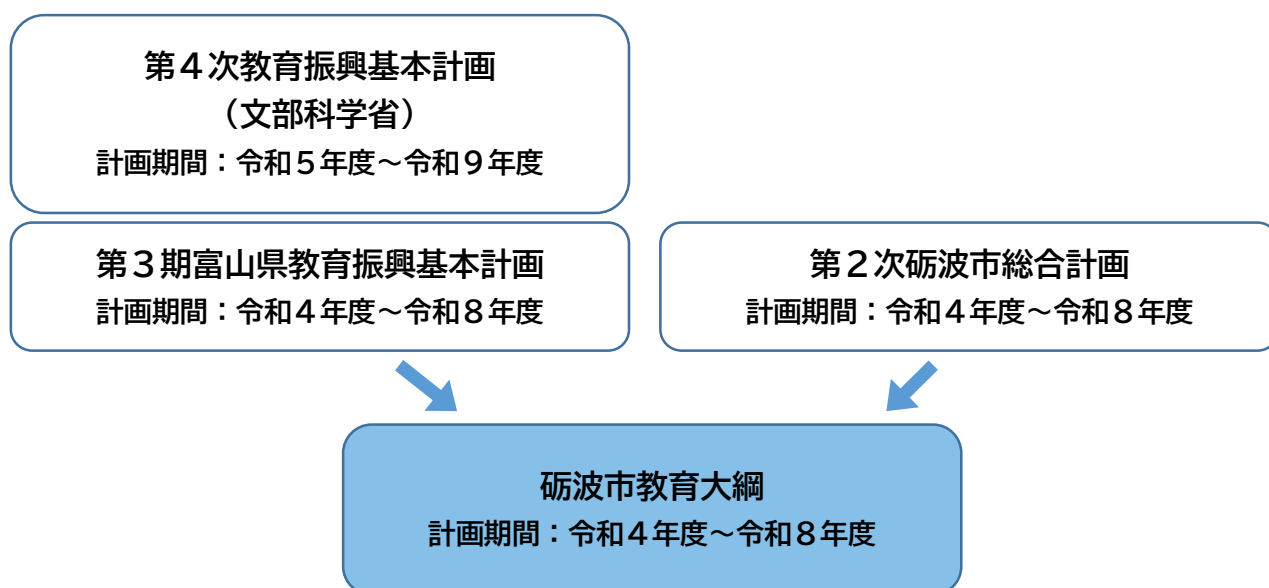 第４次教育振興基本計画
（文部科学省）
計画期間：令和５年度～令和９年度
第３期富山県教育振興基本計画
計画期間：令和４年度～令和８年度
第２次砺波市総合計画
計画期間：令和４年度～令和８年度
砺波市教育大綱
計画期間：令和４年度～令和８年度